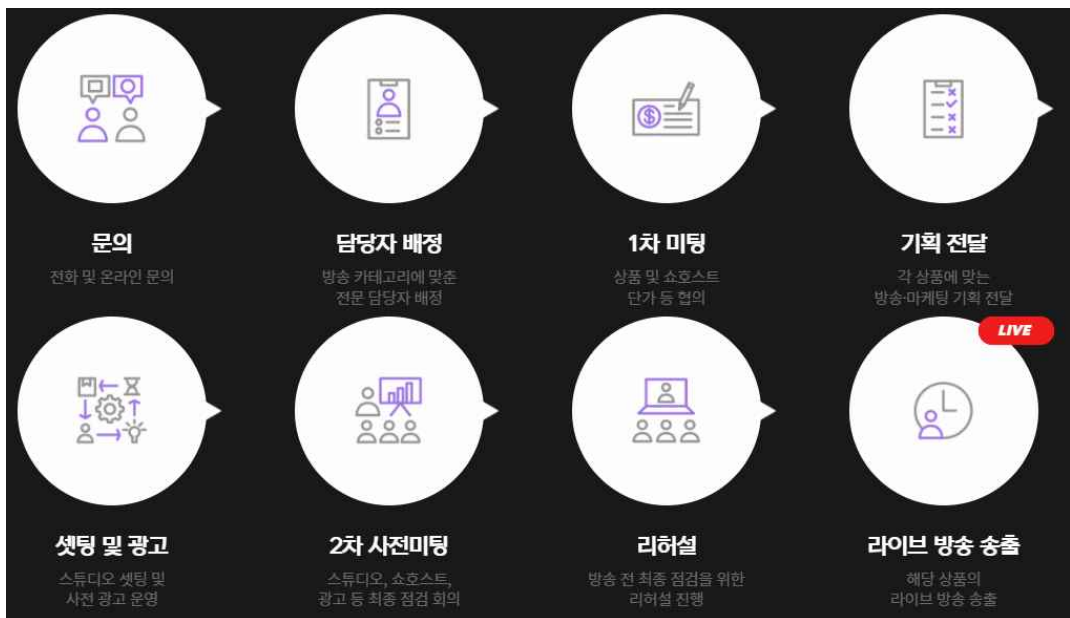 문의
전화 및 온라인 문의
담당자 배정
방송 카테고리에 맞춘
전문 담당자 배정
1차 미팅
상품 및 쇼호스트
단가 등 협의
기획 전달
각 상품에 맞는
방송·마케팅 기획 전달
셋팅 및 광고
스튜디오 셋팅 및
사전 광고 운영
2차 사전미팅
스튜디오, 쇼호스트,
광고 등 최종 점검 회의
리허설
방송 전 최종 점검을 위한
리허설 진행
LIVE
라이브 방송 송출
해당 상품의
라이브 방송 송출